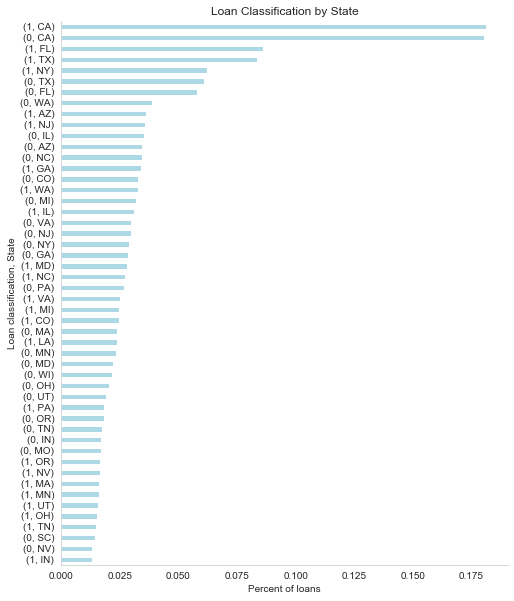 Loan Classification by State
(1, CA)
(0, CA)
(1, FL)
(1, TX)
(1, NY)
(0, TX)
(0, FL)
(0, WA)
(1, AZ)
(1, NJ)
(0, IL)
(0, AZ)
(0, NC)
(1, GA)
(0, CO)
(1, WA)
(0, MI)
(1, IL)
(0, VA)
(0, NJ)
(0, NY)
(0, GA)
(1, MD)
(1, NC)
(0, PA)
(1, VA)
(1, MI)
(1, CO)
(0, MA)
(1, LA)
(0, MN)
(0, MD)
(0, WI)
(0, OH)
(0, UT)
(1, PA)
(0, OR)
(0, TN)
(0, IN)
(0, MO)
(1, OR)
(1, NV)
(1, MA)
(1, MN)
(1, UT)
(1, OH)
(1, TN)
(0, SC)
(0, NV)
(1, IN)
Loan classification, State
0.000 0.025 0.050 0.075 0.100 0.125 0.150 0.175
Percent of loans